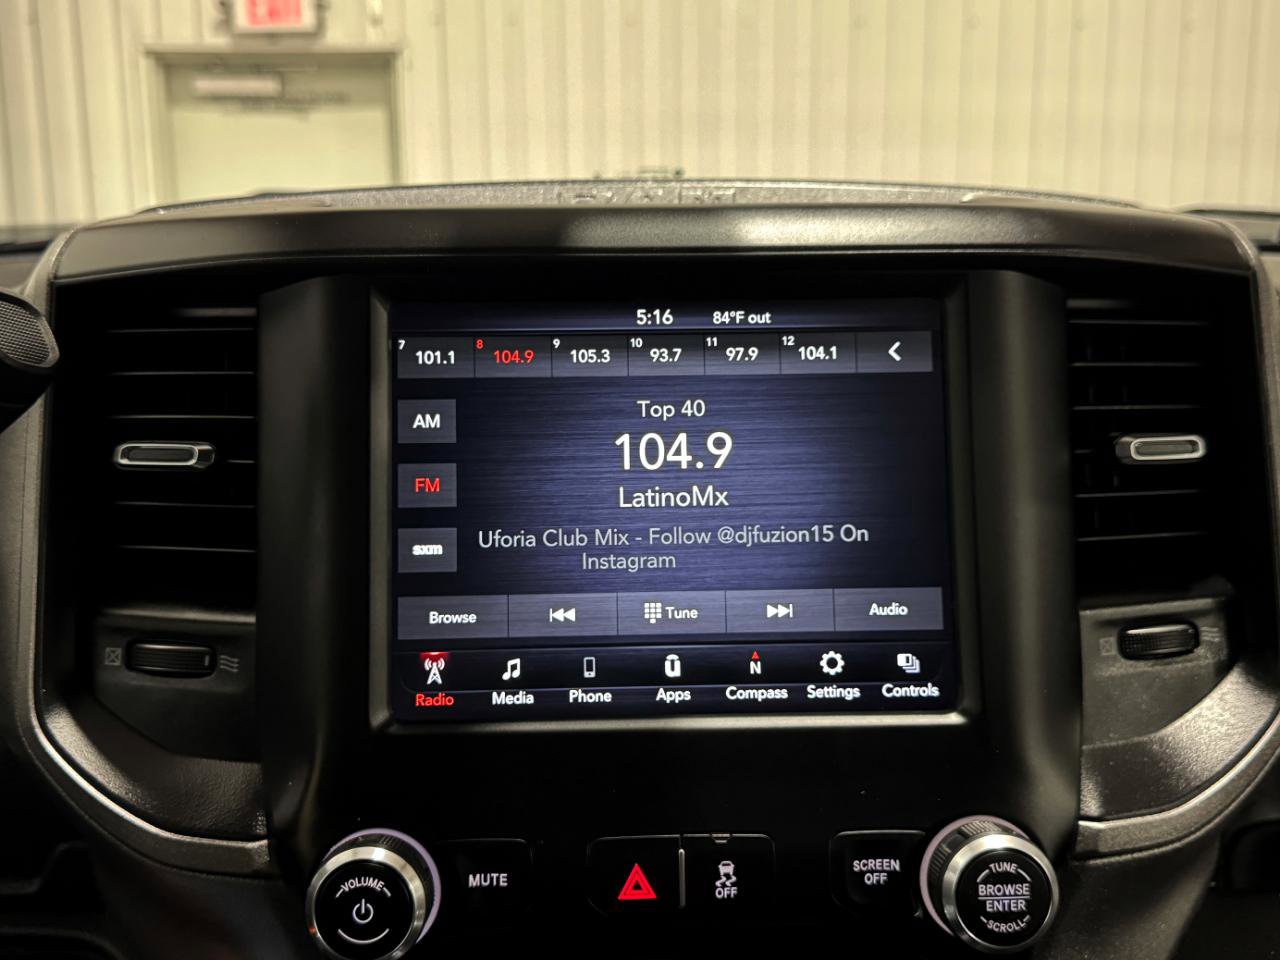 EXIT
RAM
5:16 84°F out
7 101.1 8 104.9 9 105.3 10 93.7 11 97.9 12 104.1
AM
Top 40
104.9
FM
LatinoMx
sxm
Uforia Club Mix - Follow @djfuzion15 On
Instagram
Browse Tune Audio
N
Radio Media Phone Apps Compass Settings Controls
VOLUME
MUTE
OFF
SCREEN
OFF
TUNE
BROWSE
ENTER
SCROLL